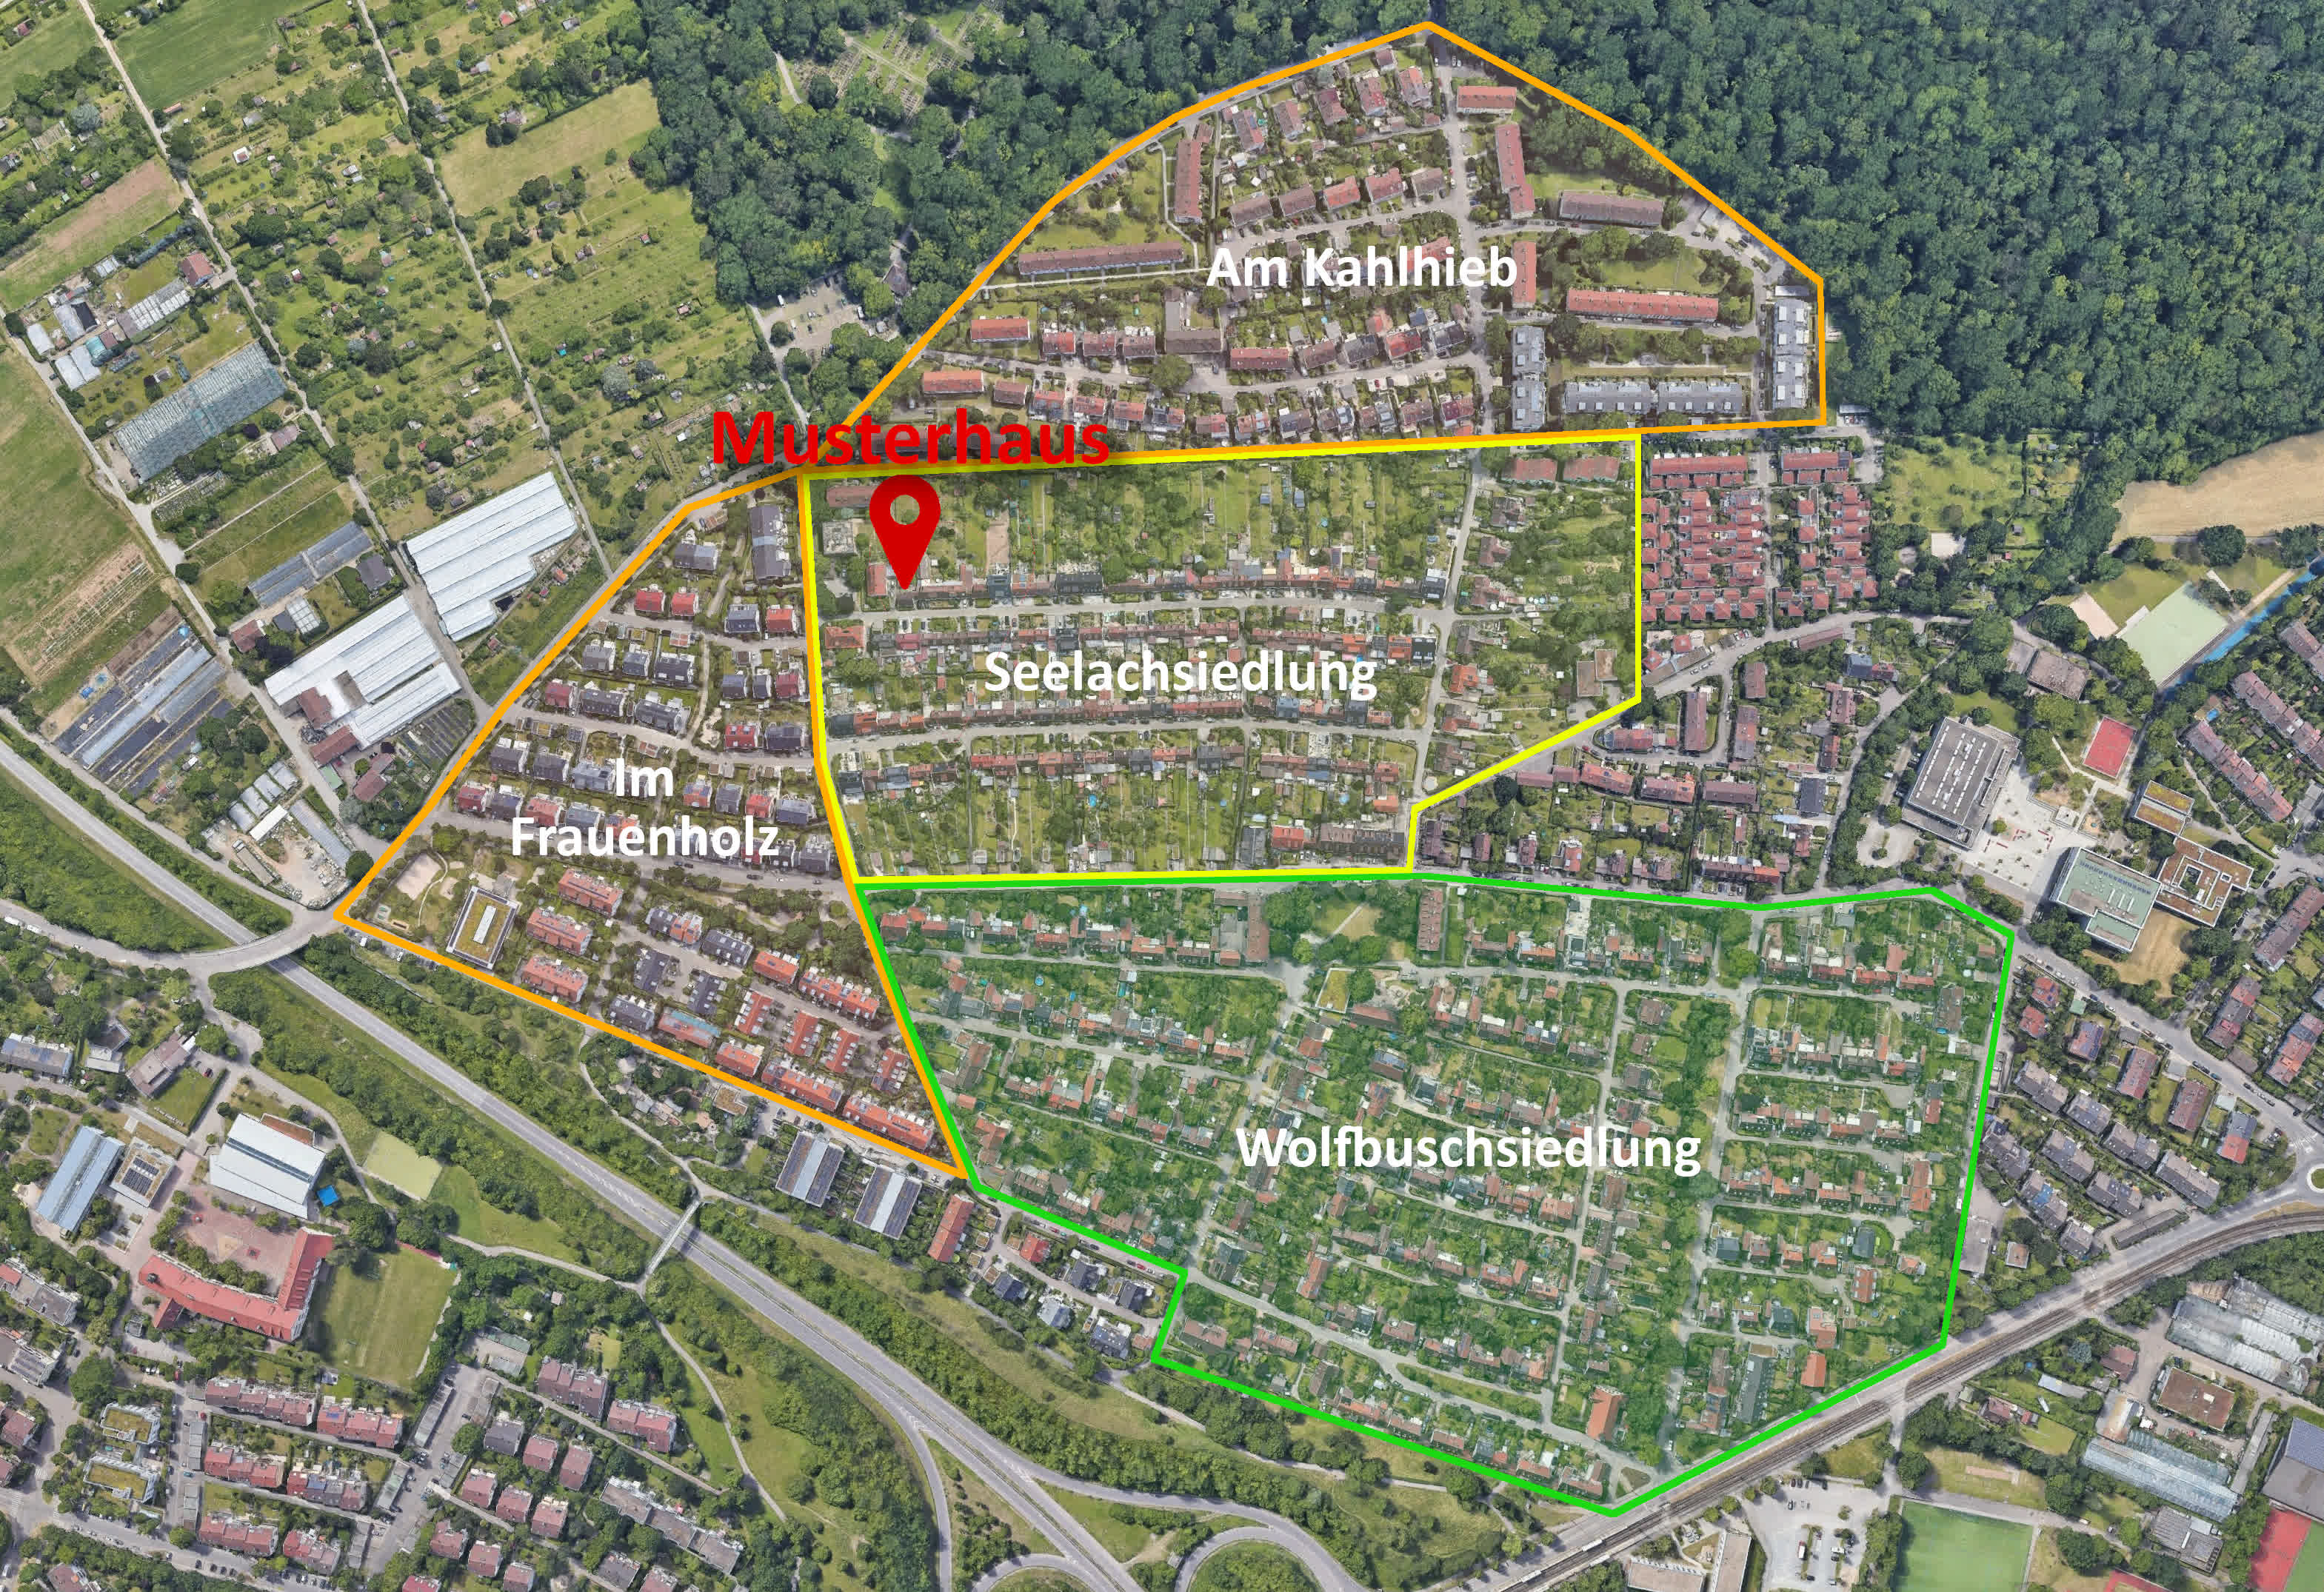 Am Kahlhieb
Musterhaus
Seelachsiedlung
Im
Frauenholz
Wolfbuschsiedlung